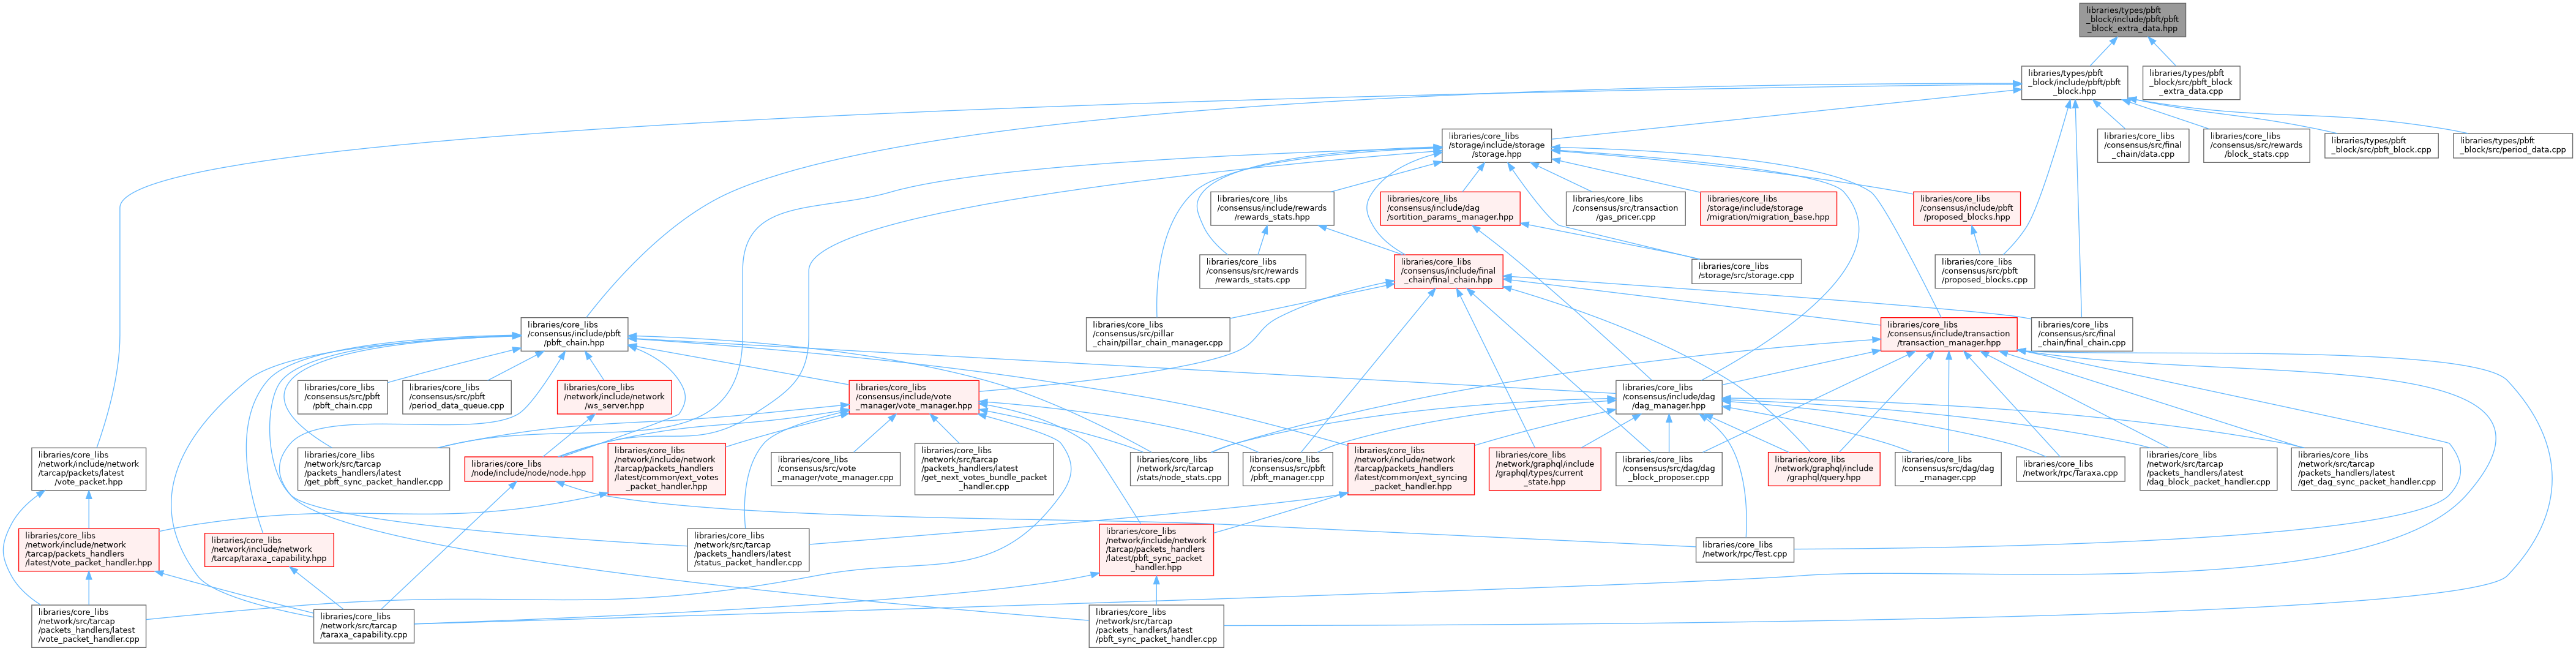 libraries/types/pbft
_block/include/pbft/pbft
_block_extra_data.hpp
libraries/types/pbft
_block/include/pbft/pbft
_block.hpp
libraries/types/pbft
_block/src/pbft_block
_extra_data.cpp
libraries/core_libs
/storage/include/storage
/storage.hpp
libraries/core_libs
/consensus/src/final
_chain/data.cpp
libraries/core_libs
/consensus/src/rewards
/block_stats.cpp
libraries/types/pbft
_block/src/pbft_block.cpp
libraries/types/pbft
_block/src/period_data.cpp
libraries/core_libs
/consensus/include/rewards
/rewards_stats.hpp
libraries/core_libs
/consensus/include/dag
/sortition_params_manager.hpp
libraries/core_libs
/consensus/src/transaction
/gas_pricer.cpp
libraries/core_libs
/storage/include/storage
/migration/migration_base.hpp
libraries/core_libs
/consensus/include/pbft
/proposed_blocks.hpp
libraries/core_libs
/consensus/src/rewards
/rewards_stats.cpp
libraries/core_libs
/consensus/include/final
_chain/final_chain.hpp
libraries/core_libs
/storage/src/storage.cpp
libraries/core_libs
/consensus/src/pbft
/proposed_blocks.cpp
libraries/core_libs
/consensus/include/pbft
/pbft_chain.hpp
libraries/core_libs
/consensus/src/pillar
_chain/pillar_chain_manager.cpp
libraries/core_libs
/consensus/include/transaction
/transaction_manager.hpp
libraries/core_libs
/consensus/src/final
_chain/final_chain.cpp
libraries/core_libs
/consensus/src/pbft
/pbft_chain.cpp
libraries/core_libs
/consensus/src/pbft
/period_data_queue.cpp
libraries/core_libs
/network/include/network
/ws_server.hpp
libraries/core_libs
/consensus/include/vote
_manager/vote_manager.hpp
libraries/core_libs
/consensus/include/dag
/dag_manager.hpp
libraries/core_libs
/network/include/network
/tarcap/packets/latest
/vote_packet.hpp
libraries/core_libs
/network/src/tarcap
/packets_handlers/latest
/get_pbft_sync_packet_handler.cpp
libraries/core_libs
/node/include/node/node.hpp
libraries/core_libs
/network/include/network
/tarcap/packets_handlers
/latest/common/ext_votes
_packet_handler.hpp
libraries/core_libs
/consensus/src/vote
_manager/vote_manager.cpp
libraries/core_libs
/network/src/tarcap
/packets_handlers/latest
/get_next_votes_bundle_packet
_handler.cpp
libraries/core_libs
/network/src/tarcap
/stats/node_stats.cpp
libraries/core_libs
/consensus/src/pbft
/pbft_manager.cpp
libraries/core_libs
/network/include/network
/tarcap/packets_handlers
/latest/common/ext_syncing
_packet_handler.hpp
libraries/core_libs
/network/graphql/include
/graphql/types/current
_state.hpp
libraries/core_libs
/consensus/src/dag/dag
_block_proposer.cpp
libraries/core_libs
/network/graphql/include
/graphql/query.hpp
libraries/core_libs
/consensus/src/dag/dag
_manager.cpp
libraries/core_libs
/network/rpc/Taraxa.cpp
libraries/core_libs
/network/src/tarcap
/packets_handlers/latest
/dag_block_packet_handler.cpp
libraries/core_libs
/network/src/tarcap
/packets_handlers/latest
/get_dag_sync_packet_handler.cpp
libraries/core_libs
/network/include/network
/tarcap/packets_handlers
/latest/vote_packet_handler.hpp
libraries/core_libs
/network/include/network
/tarcap/taraxa_capability.hpp
libraries/core_libs
/network/src/tarcap
/packets_handlers/latest
/status_packet_handler.cpp
libraries/core_libs
/network/include/network
/tarcap/packets_handlers
/latest/pbft_sync_packet
_handler.hpp
libraries/core_libs
/network/rpc/Test.cpp
libraries/core_libs
/network/src/tarcap
/packets_handlers/latest
/vote_packet_handler.cpp
libraries/core_libs
/network/src/tarcap
/taraxa_capability.cpp
libraries/core_libs
/network/src/tarcap
/packets_handlers/latest
/pbft_sync_packet_handler.cpp